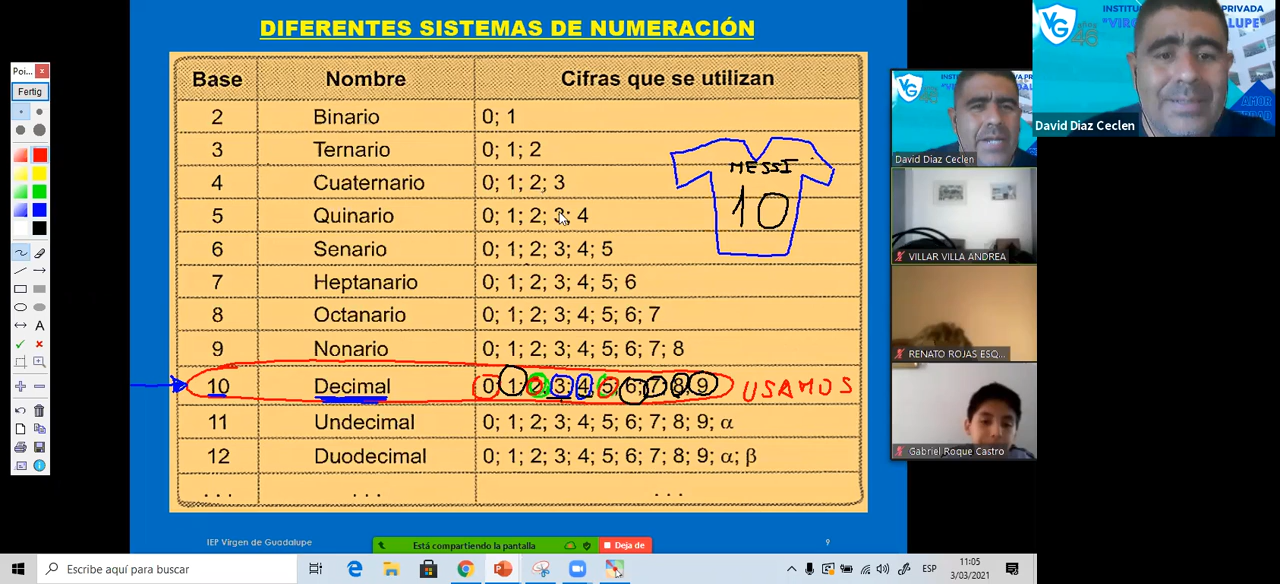 DIFERENTES SISTEMAS DE NUMERACIÓN
Base Nombre Cifras que se utilizan
2 Binario 0; 1
3 Ternario 0; 1; 2
4 Cuaternario 0; 1; 2; 3
5 Quinario 0; 1; 2; 3; 4
6 Senario 0; 1; 2; 3; 4; 5
7 Heptanario 0; 1; 2; 3; 4; 5; 6
8 Octanario 0; 1; 2; 3; 4; 5; 6; 7
9 Nonario 0; 1; 2; 3; 4; 5; 6; 7; 8
10 Decimal 0; 1; 2; 3; 4; 5; 6; 7; 8; 9 USAMOS
11 Undecimal 0; 1; 2; 3; 4; 5; 6; 7; 8; 9; α
12 Duodecimal 0; 1; 2; 3; 4; 5; 6; 7; 8; 9; α; β
... ... ...
MESSI
10
IEP Virgen de Guadalupe 9
Poi...
Fertig
A
VG
David Diaz Ceclen
David Diaz Ceclen
VILLAR VILLA ANDREA
RENATO ROJAS ESQ...
Gabriel Roque Castro
Está compartiendo la pantalla
Deja de
Escribe aquí para buscar
ESP
11:05
3/03/2021